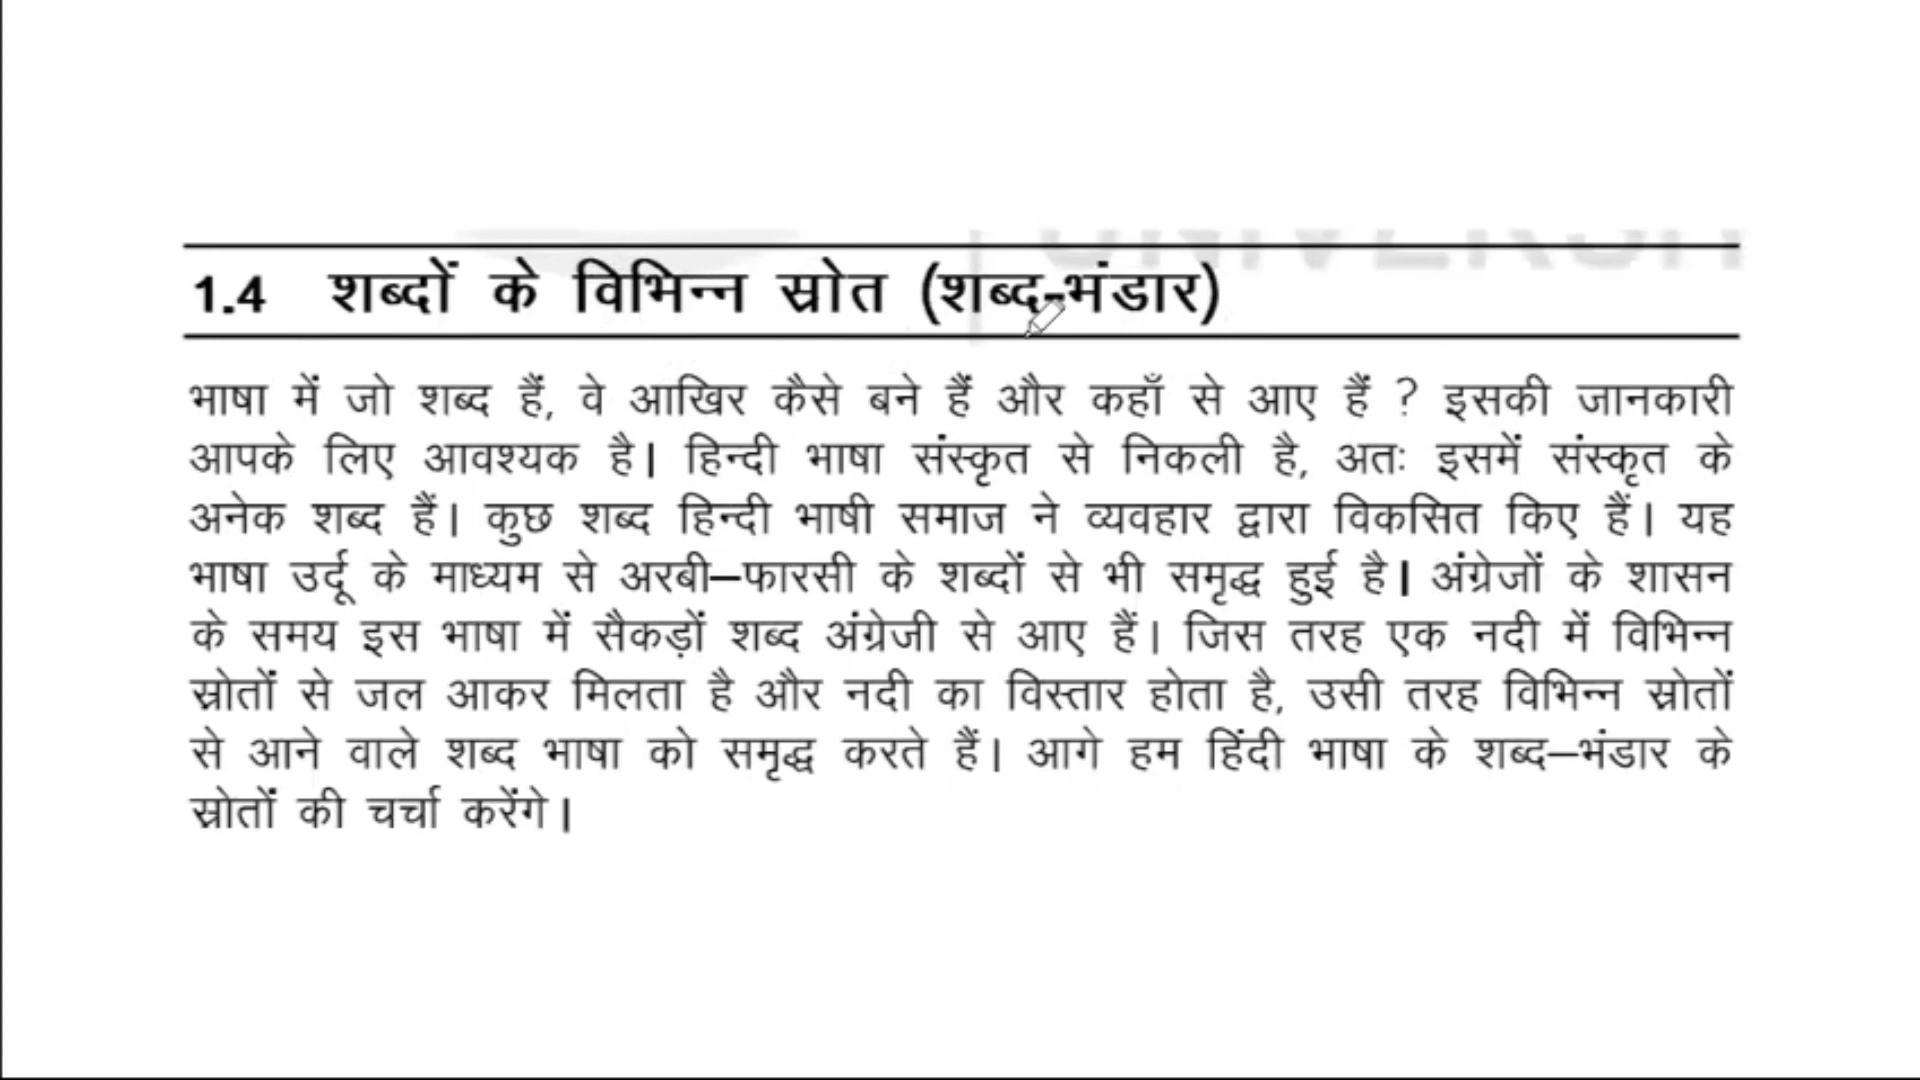 1.4 शब्दों के विभिन्न स्रोत (शब्द-भंडार)
भाषा में जो शब्द हैं, वे आखिर कैसे बने हैं और कहाँ से आए हैं ? इसकी जानकारी
आपके लिए आवश्यक है। हिन्दी भाषा संस्कृत से निकली है, अतः इसमें संस्कृत के
अनेक शब्द हैं। कुछ शब्द हिन्दी भाषी समाज ने व्यवहार द्वारा विकसित किए हैं। यह
भाषा उर्दू के माध्यम से अरबी–फारसी के शब्दों से भी समृद्ध हुई है। अंग्रेजों के शासन
के समय इस भाषा में सैकड़ों शब्द अंग्रेजी से आए हैं। जिस तरह एक नदी में विभिन्न
स्रोतों से जल आकर मिलता है और नदी का विस्तार होता है, उसी तरह विभिन्न स्रोतों
से आने वाले शब्द भाषा को समृद्ध करते हैं। आगे हम हिंदी भाषा के शब्द–भंडार के
स्रोतों की चर्चा करेंगे।